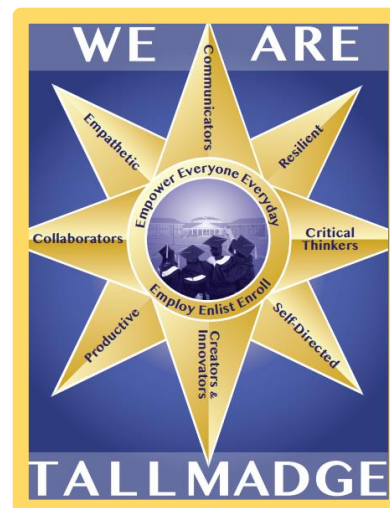 WE ARE
Communicators
Empathetic
Resilient
Empower Everyone Everyday
Collaborators
Critical
Thinkers
Employ Enlist Enroll
Productive
Self-Directed
Creators &
Innovators
TALLMADGE